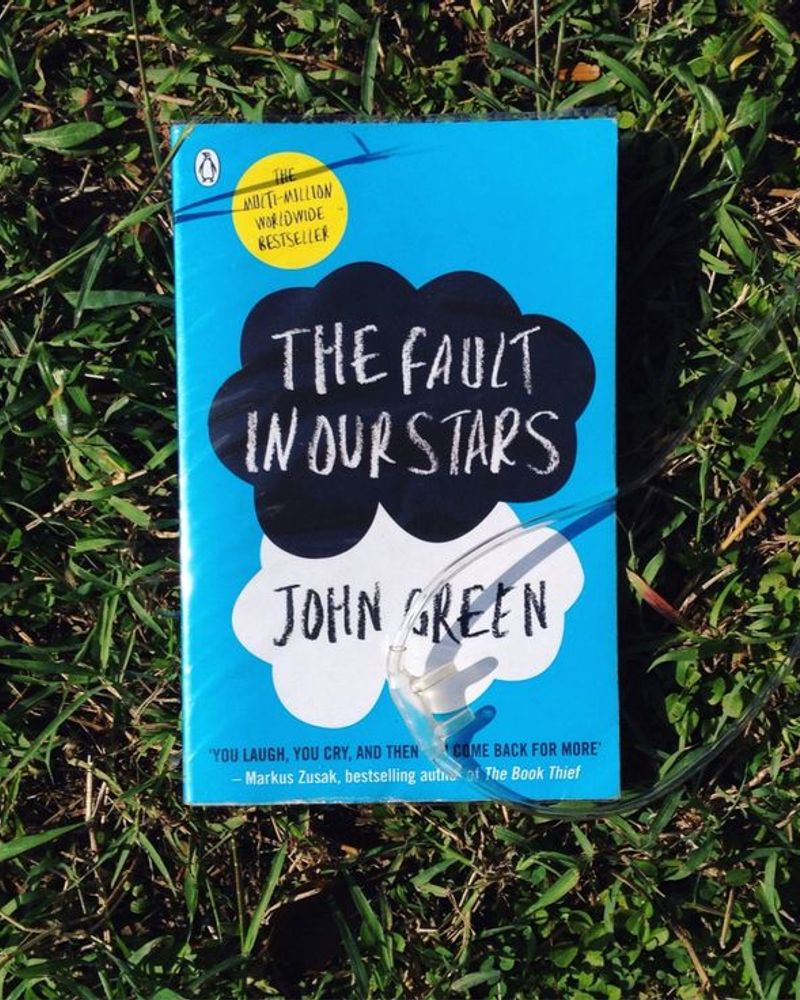 THE
MULTI-MILLION
WORLDWIDE
BESTSELLER
THE FAULT
IN OUR STARS
JOHN GREEN
'YOU LAUGH, YOU CRY, AND THEN COME BACK FOR MORE'
– Markus Zusak, bestselling author of The Book Thief